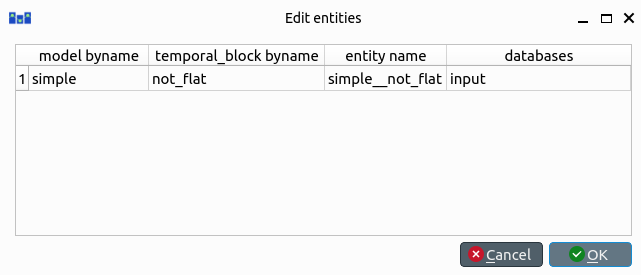 Edit entities
model byname temporal_block byname entity name databases
1 simple not_flat simple__not_flat input
Cancel OK